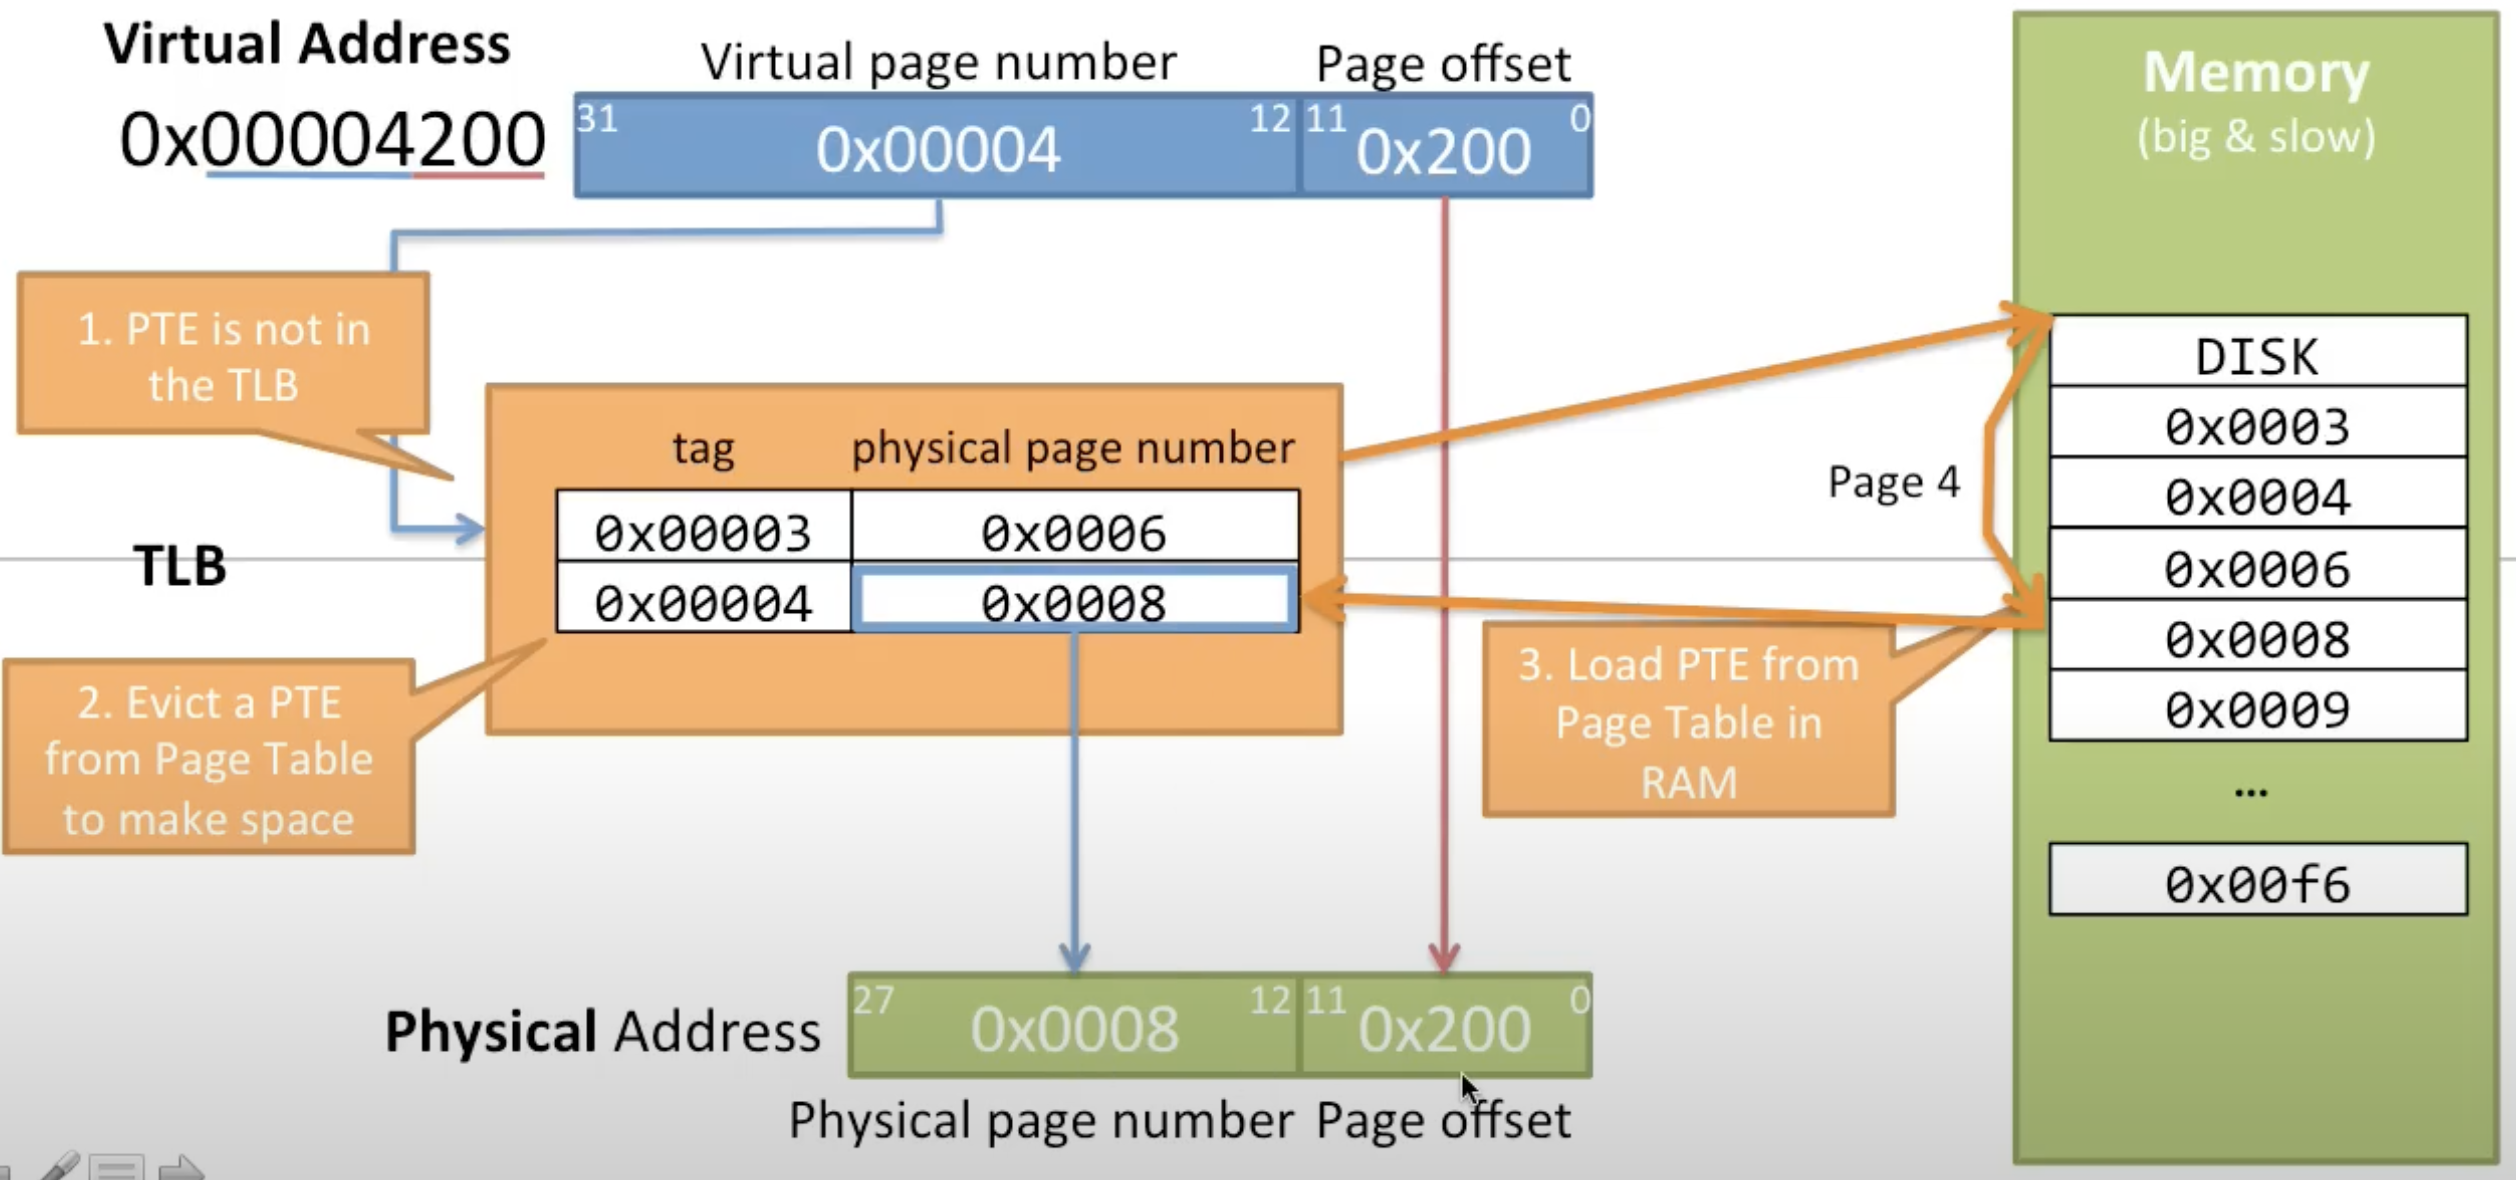 Virtual Address
0x00004200
Virtual page number
Page offset
31
0x00004
12
11
0x200
0
Memory
(big & slow)
1. PTE is not in
the TLB
TLB
tag
physical page number
0x00003
0x0006
0x00004
0x0008
2. Evict a PTE
from Page Table
to make space
Page 4
DISK
0x0003
0x0004
0x0006
0x0008
0x0009
...
0x00f6
3. Load PTE from
Page Table in
RAM
Physical Address
27
0x0008
12
11
0x200
0
Physical page number
Page offset